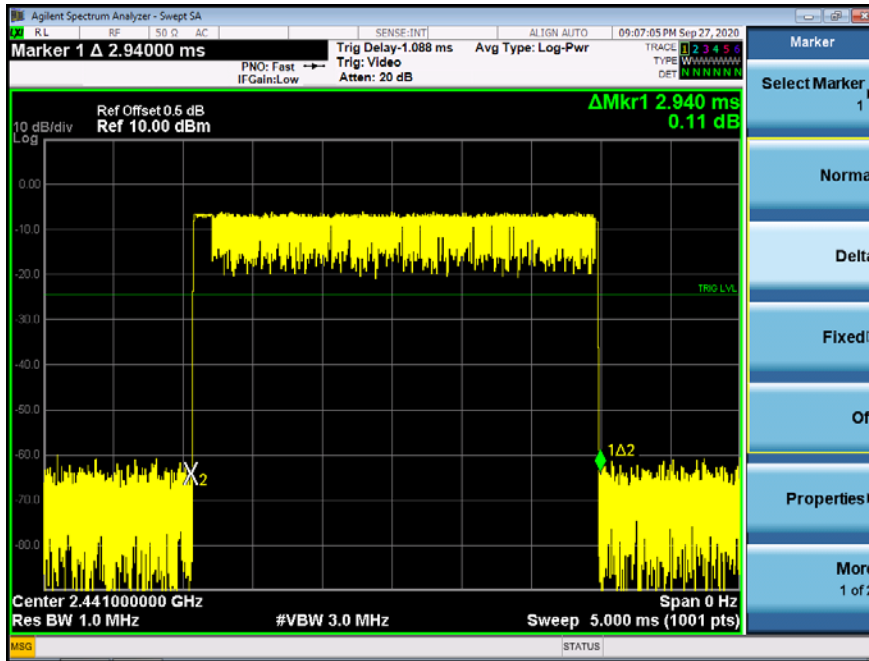 Agilent Spectrum Analyzer - Swept SA
LXI RL RF 50 Ω AC SENSE:INT ALIGN AUTO 09:07:05 PM Sep 27, 2020
Marker 1 Δ 2.94000 ms
Trig Delay-1.088 ms
Avg Type: Log-Pwr
TRACE 1 2 3 4 5 6
PNO: Fast
Trig: Video
TYPE W
IFGain:Low
Atten: 20 dB
DET N N N N N N
Ref Offset 0.5 dB
ΔMkr1 2.940 ms
10 dB/div Ref 10.00 dBm
0.11 dB
Log
0.00
-10.0
-20.0
TRIG LVL
-30.0
-40.0
-50.0
-60.0
1Δ2
2
-70.0
-80.0
Center 2.441000000 GHz
Span 0 Hz
Res BW 1.0 MHz
#VBW 3.0 MHz
Sweep 5.000 ms (1001 pts)
MSG
STATUS
Marker
Select Marker
1
Norma
Delta
Fixed
Of
Properties
More
1 of 2